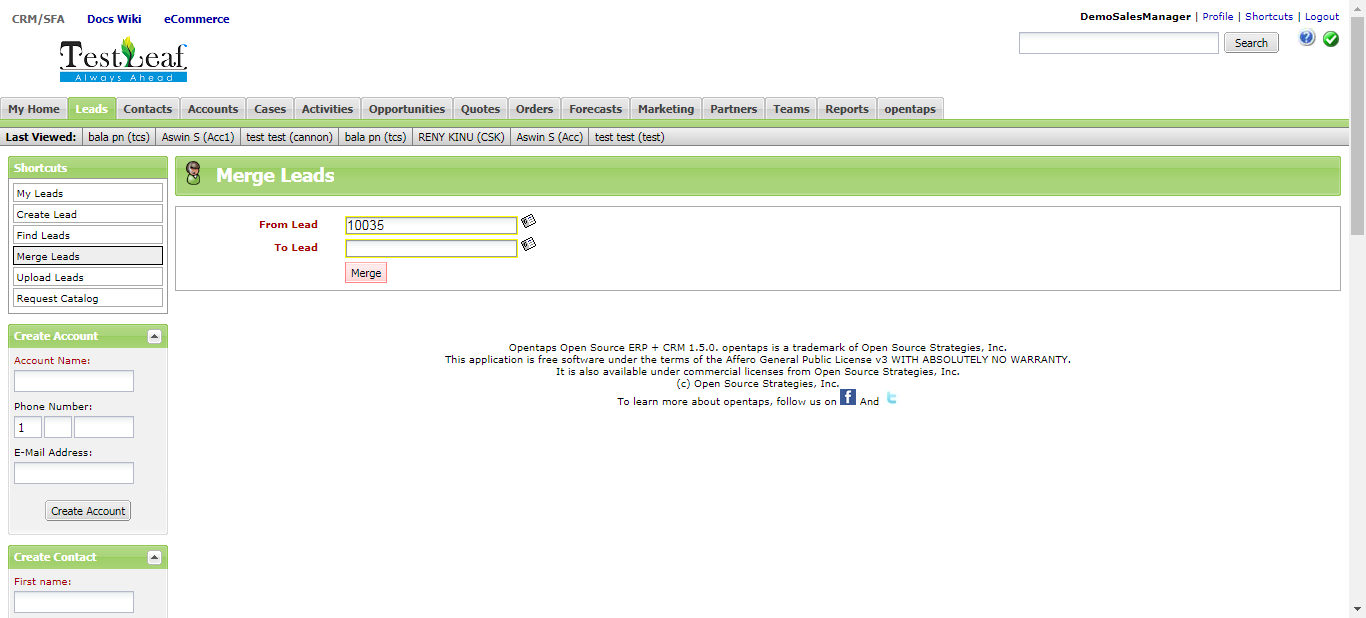 CRM/SFA Docs Wiki eCommerce
DemoSalesManager | Profile | Shortcuts | Logout
Search
TestLeaf
Always Ahead
My Home Leads Contacts Accounts Cases Activities Opportunities Quotes Orders Forecasts Marketing Partners Teams Reports opentaps
Last Viewed: bala pn (tcs) Aswin S (Acc1) test test (cannon) bala pn (tcs) RENY KINU (CSK) Aswin S (Acc) test test (test)
Shortcuts
My Leads
Create Lead
Find Leads
Merge Leads
Upload Leads
Request Catalog
Merge Leads
From Lead 10035
To Lead
Merge
Create Account
Account Name:
Phone Number:
1
E-Mail Address:
Create Account
Create Contact
First name:
Opentaps Open Source ERP + CRM 1.5.0. opentaps is a trademark of Open Source Strategies, Inc.
This application is free software under the terms of the Affero General Public License v3 WITH ABSOLUTELY NO WARRANTY.
It is also available under commercial licenses from Open Source Strategies, Inc.
(c) Open Source Strategies, Inc.
To learn more about opentaps, follow us on f And t